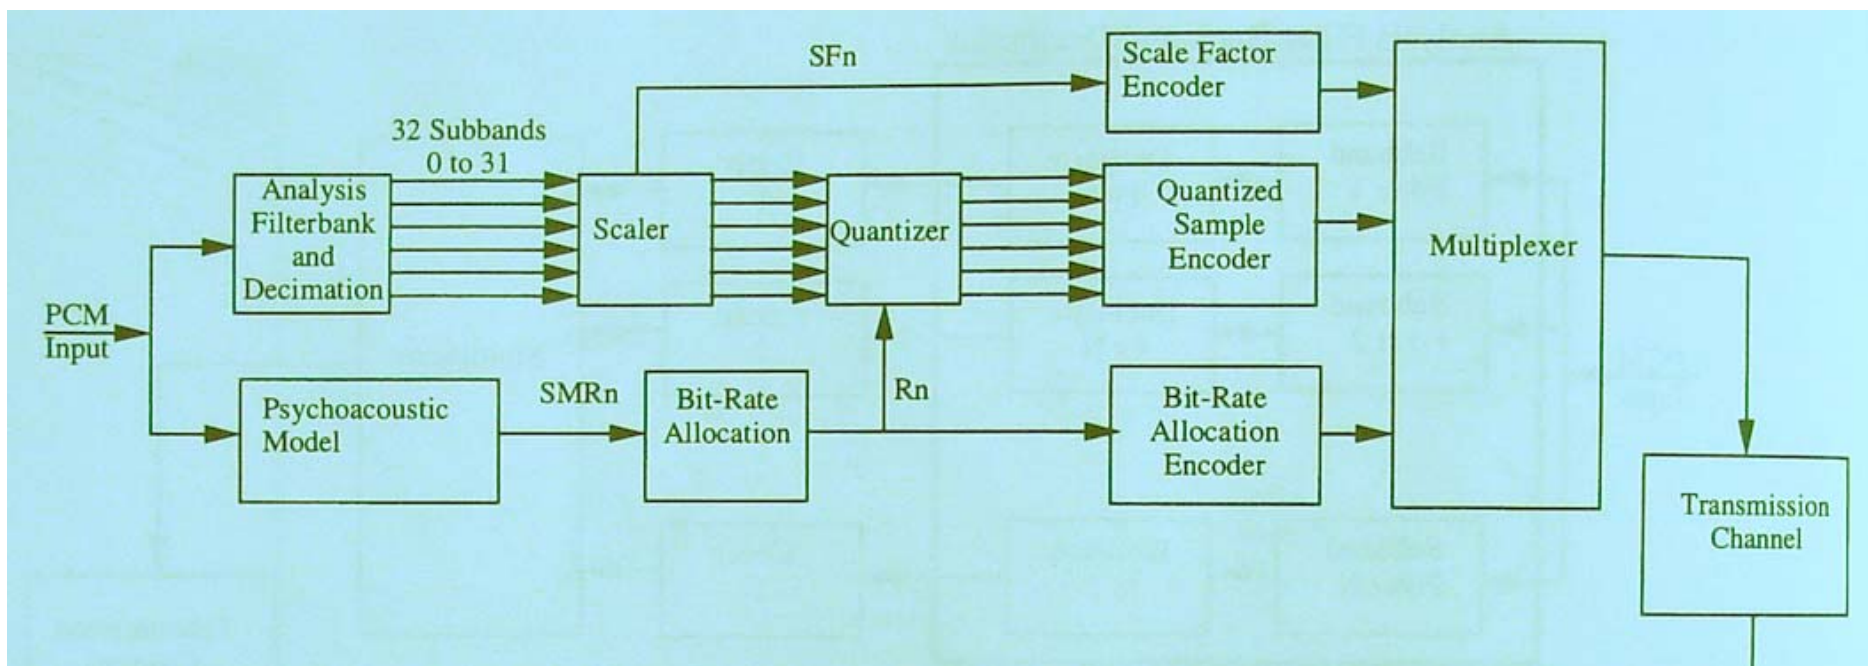 SFn
Scale Factor
Encoder
32 Subbands
0 to 31
Analysis
Filterbank
and
Decimation
Scaler
Quantizer
Quantized
Sample
Encoder
Multiplexer
PCM
Input
Psychoacoustic
Model
SMRn
Bit-Rate
Allocation
Rn
Bit-Rate
Allocation
Encoder
Transmission
Channel